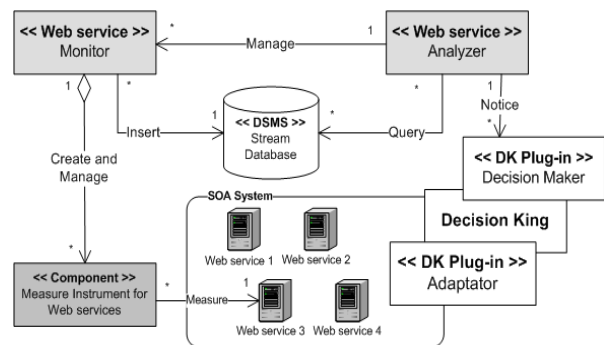 << Web service >>
Monitor
*
Manage
1
<< Web service >>
Analyzer
1
*
Insert
1
<< DSMS >>
Stream
Database
*
Query
*
1
Notice
*
Create and
Manage
*
<< DK Plug-in >>
Decision Maker
Decision King
<< DK Plug-in >>
Adaptator
SOA System
Web service 1
Web service 2
Web service 3
Web service 4
<< Component >>
Measure Instrument for
Web services
*
Measure
1